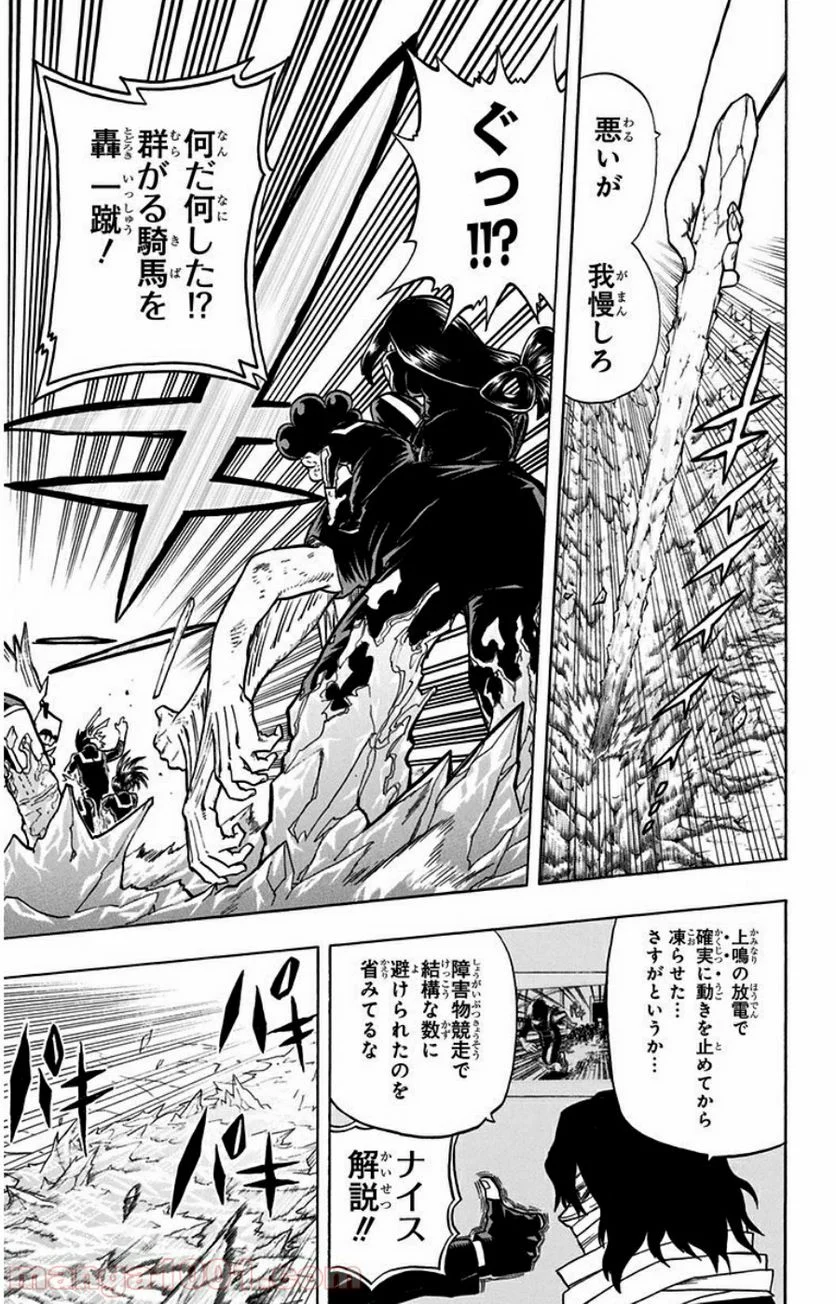 悪いが
我慢しろ
ぐっ!!?
何だ何した!?
群がる騎馬を
轟一蹴!
上鳴の放電で
確実に動きを止めてから
凍らせた…
さすがというか…
障害物競走で
結構な数に
避けられたのを
省みてるな
ナイス
解説!!
パキ
パキ
パキ